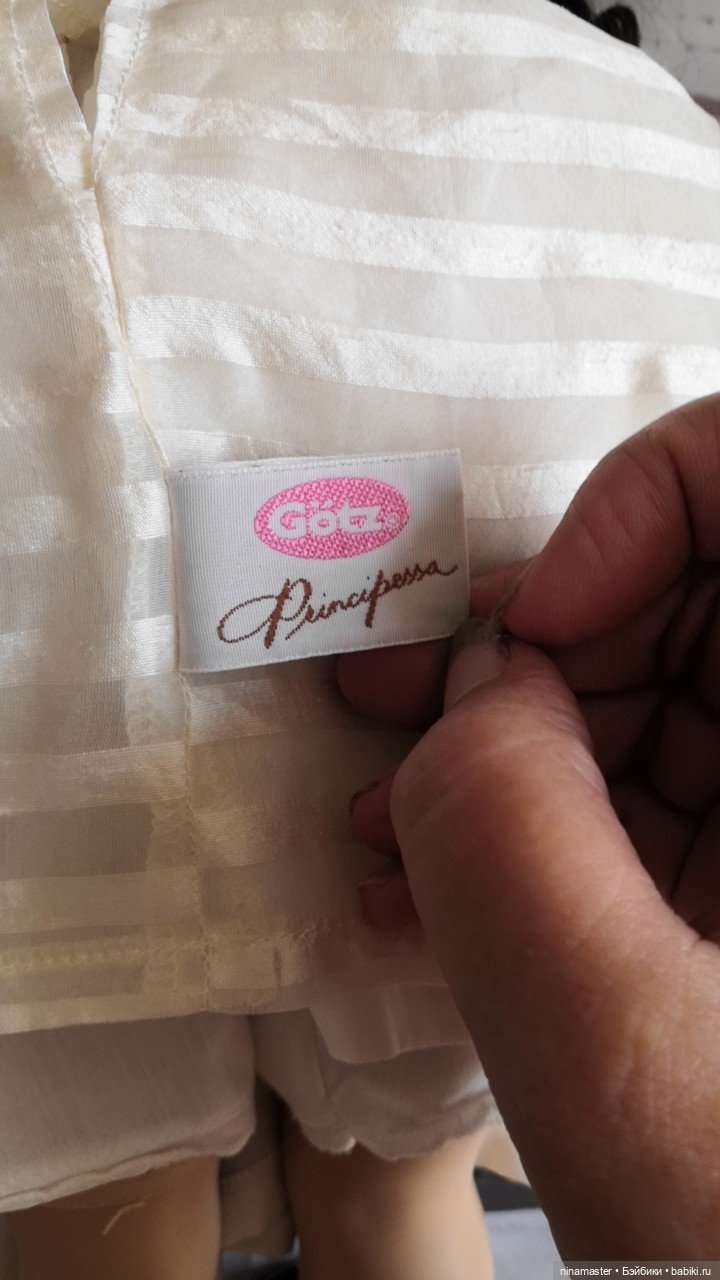 Götz®
Principessa
ninamaster • Бэйбики • babiki.ru